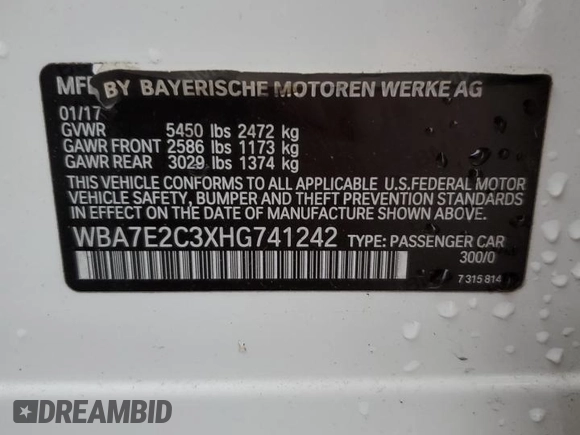 MFD BY BAYERISCHE MOTOREN WERKE AG
01/17
GVWR 5450 lbs 2472 kg
GAWR FRONT 2586 lbs 1173 kg
GAWR REAR 3029 lbs 1374 kg
THIS VEHICLE CONFORMS TO ALL APPLICABLE U.S.FEDERAL MOTOR
VEHICLE SAFETY, BUMPER AND THEFT PREVENTION STANDARDS
IN EFFECT ON THE DATE OF MANUFACTURE SHOWN ABOVE.
WBA7E2C3XHG741242 TYPE: PASSENGER CAR
300/0
7 315 814
DREAMBID